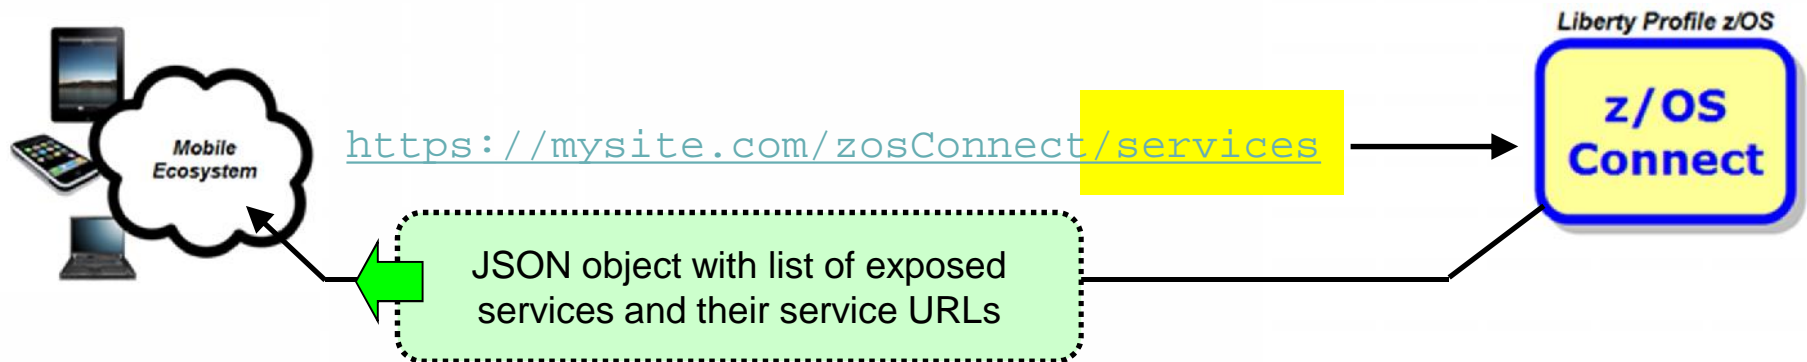 Liberty Profile z/OS
z/OS
Connect
Mobile
Ecosystem
https://mysite.com/zosConnect/services
JSON object with list of exposed
services and their service URLs